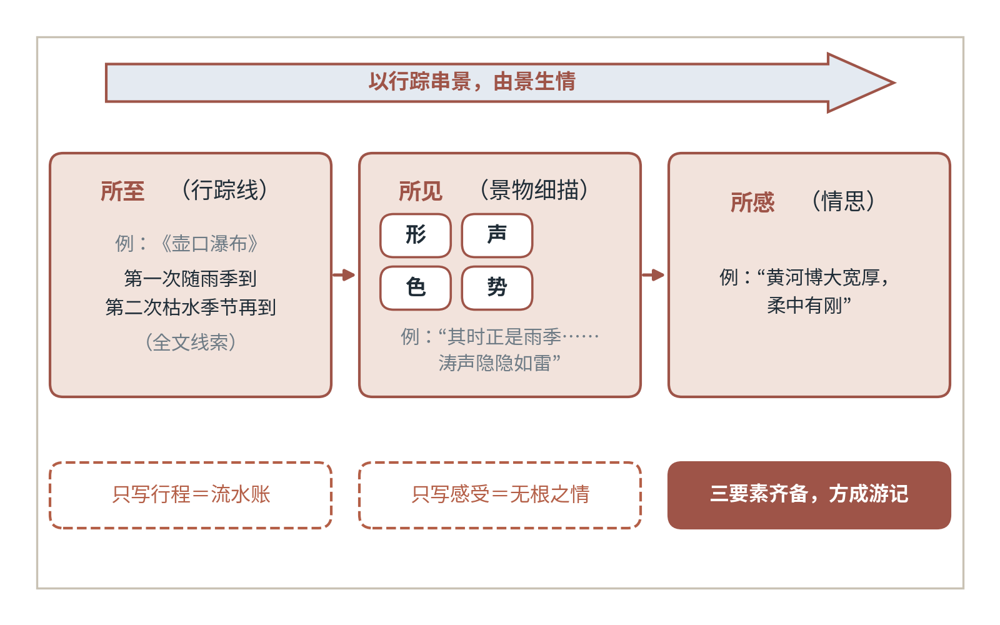 以行踪串景，由景生情
所至 （行踪线）
例：《壶口瀑布》
第一次随雨季到
第二次枯水季节再到
（全文线索）
所见 （景物细描）
形 声
色 势
例：“其时正是雨季……
涛声隐隐如雷”
所感 （情思）
例：“黄河博大宽厚，
柔中有刚”
只写行程＝流水账
只写感受＝无根之情
三要素齐备，方成游记